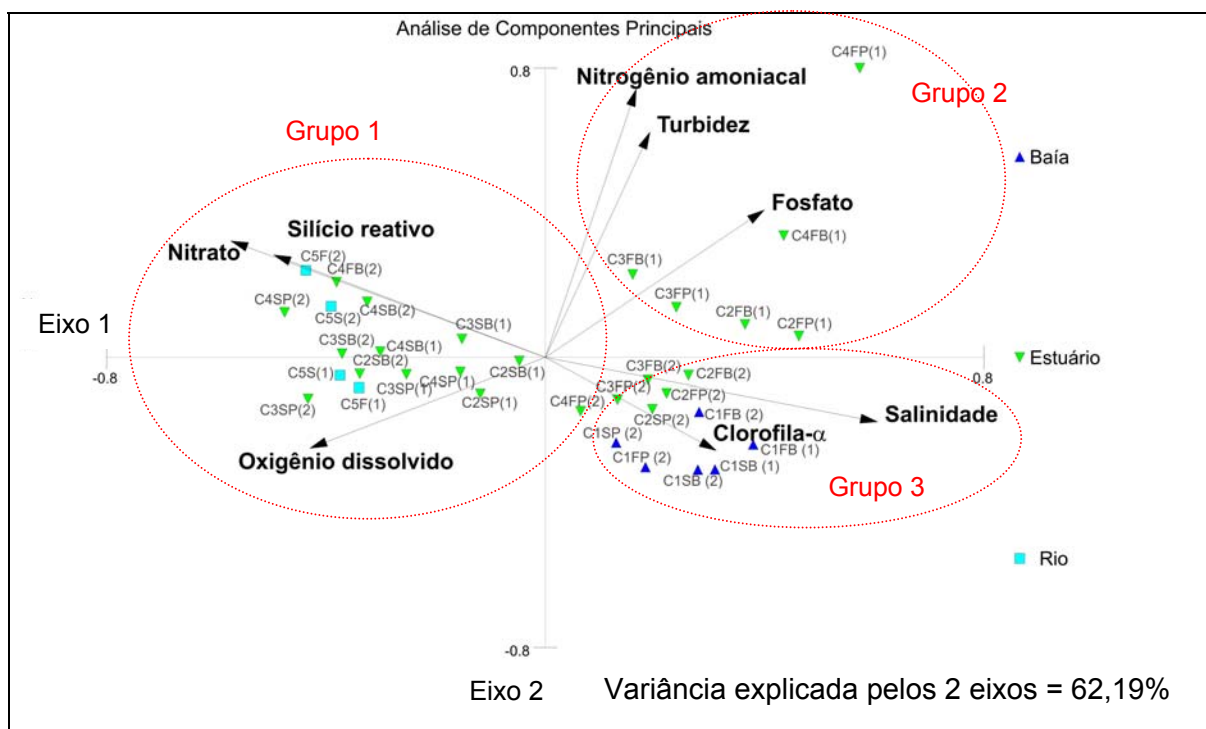 Análise de Componentes Principais
0.8
C4FP(1)
Nitrogênio amoniacal
Grupo 2
Turbidez
Grupo 1
Baía
Fosfato
Silício reativo
C4FB(1)
Nitrato
C5F(2)
C4FB(2)
C3FB(1)
C4SP(2)
C5S(2)
C4SB(2)
C3FP(1)
C2FB(1)
C2FP(1)
Eixo 1
C3SB(1)
C3SB(2)
C4SB(1)
-0.8
C2SB(2)
C2SB(1)
C3FB(2)
C2FB(2)
0.8
Estuário
C5S(1)
C3SP(1)
C4SP(1)
C3FP(2)
C2FP(2)
C3SP(2)
C5F(1)
C2SP(1)
C4FP(2)
C2SP(2)
C1FB (2)
Salinidade
Oxigênio dissolvido
C1SP (2)
Clorofila-α
C1FB (1)
C1FP (2)
C1SB (2)
C1SB (1)
Grupo 3
Rio
-0.8
Eixo 2
Variância explicada pelos 2 eixos = 62,19%